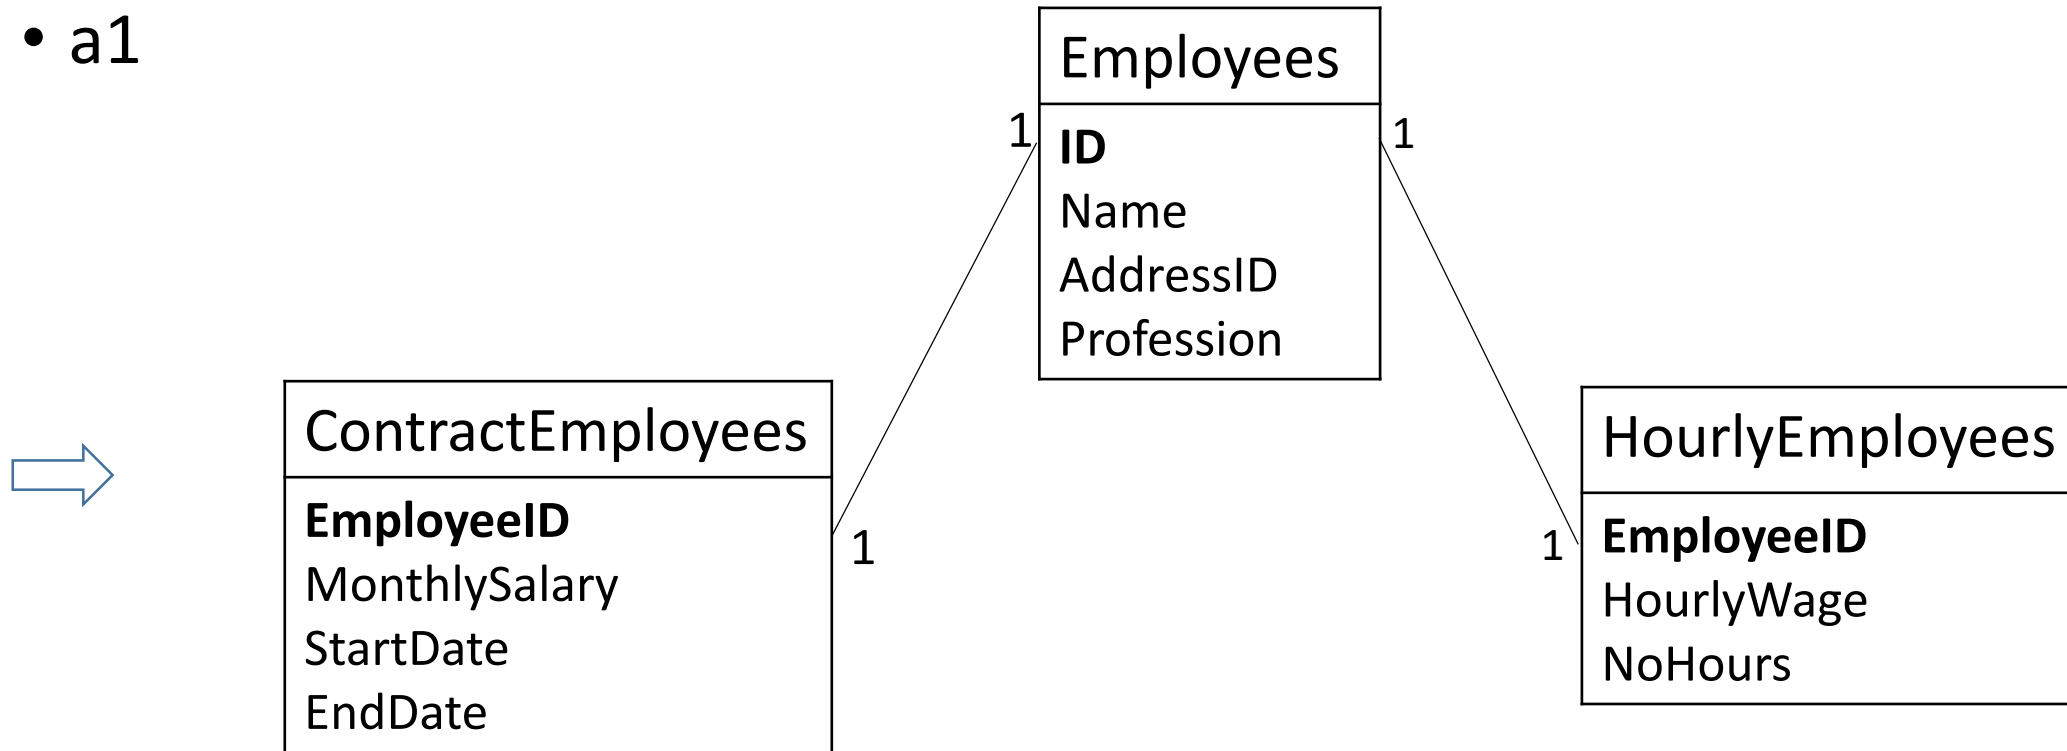 • a1
Employees
1
1
ID
Name
AddressID
Profession
ContractEmployees
EmployeeID
1
MonthlySalary
StartDate
EndDate
HourlyEmployees
1
EmployeeID
HourlyWage
NoHours